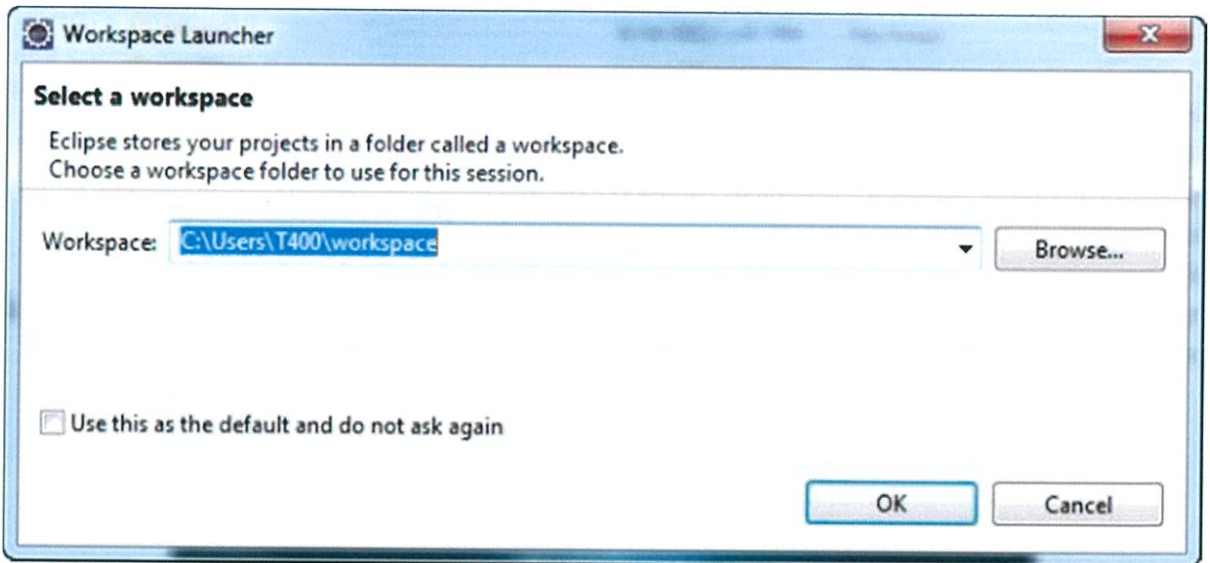 Workspace Launcher
Select a workspace
Eclipse stores your projects in a folder called a workspace.
Choose a workspace folder to use for this session.
Workspace: C:\Users\T400\workspace Browse...
Use this as the default and do not ask again
OK Cancel